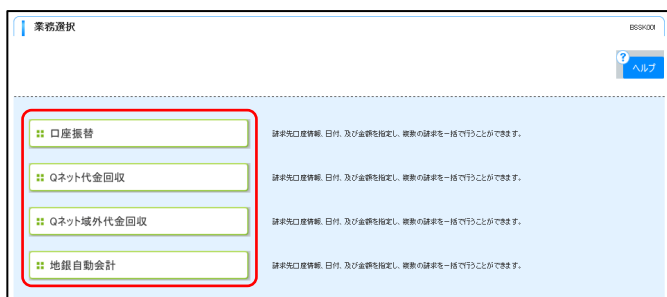 業務選択
BSSK001
?
ヘルプ
口座振替
請求先口座情報、日付、及び金額を指定し、複数の請求を一括で行うことができます。
Qネット代金回収
請求先口座情報、日付、及び金額を指定し、複数の請求を一括で行うことができます。
Qネット域外代金回収
請求先口座情報、日付、及び金額を指定し、複数の請求を一括で行うことができます。
地銀自動会計
請求先口座情報、日付、及び金額を指定し、複数の請求を一括で行うことができます。